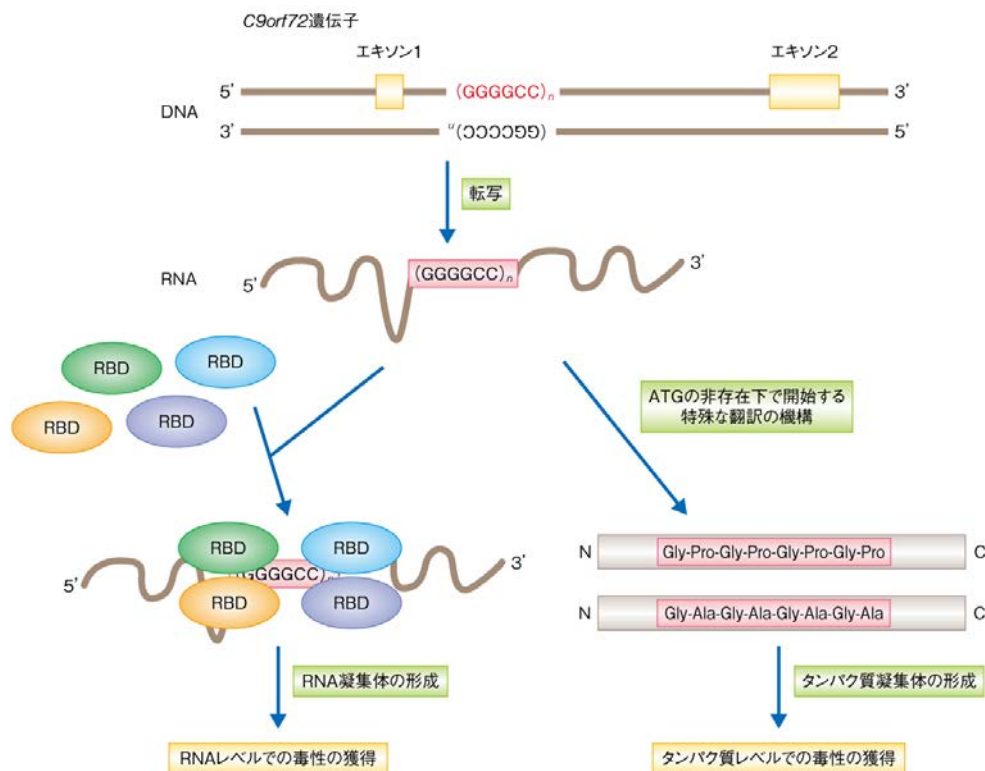 C9orf72遺伝子
エキソン1
エキソン2
5’
(GGGGCC)n
3’
DNA
3’
(GGCCCC)n
5’
転写
RNA
5’
(GGGGCC)n
3’
RBD
RBD
RBD
RBD
ATGの非存在下で開始する
特殊な翻訳の機構
5’
RBD
RBD
(GGGGCC)n
RBD
RBD
3’
N
Gly-Pro-Gly-Pro-Gly-Pro-Gly-Pro
C
N
Gly-Ala-Gly-Ala-Gly-Ala-Gly-Ala
C
RNA凝集体の形成
タンパク質凝集体の形成
RNAレベルでの毒性の獲得
タンパク質レベルでの毒性の獲得